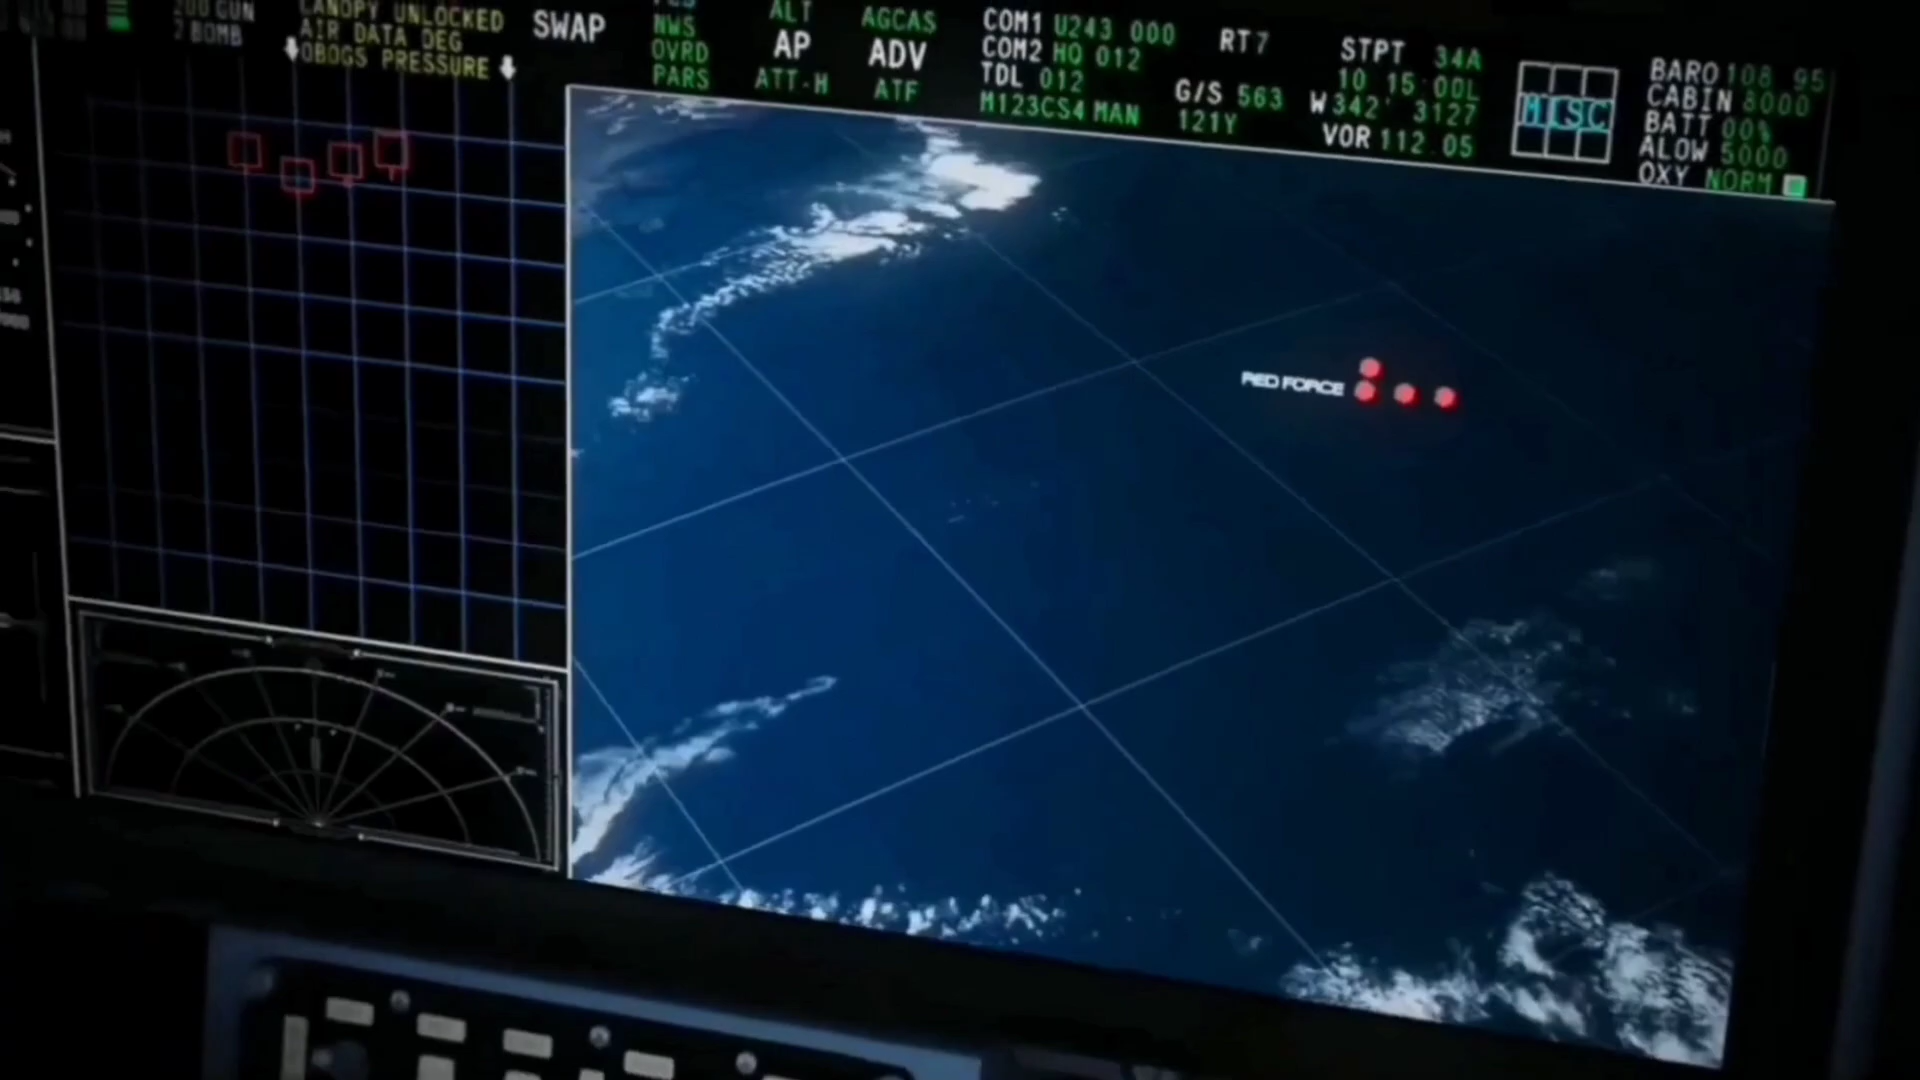 200 GUN
2 BOMB
CANOPY UNLOCKED
AIR DATA DEG
OBOGS PRESSURE
SWAP
NWS
OVRD
PARS
ALT
AP
ATT-H
AGCAS
ADV
ATF
COM1 U243 000
COM2 HQ 012
TDL 012
M123CS4 MAN
RT7
G/S 563
121Y
STPT 34A
10 15 0DL
W342' 3127
VOR 112.05
MISC
BARO 108 95
CABIN 8000
BATT 00%
ALOW 5000
OXY NORM
RED FORCE